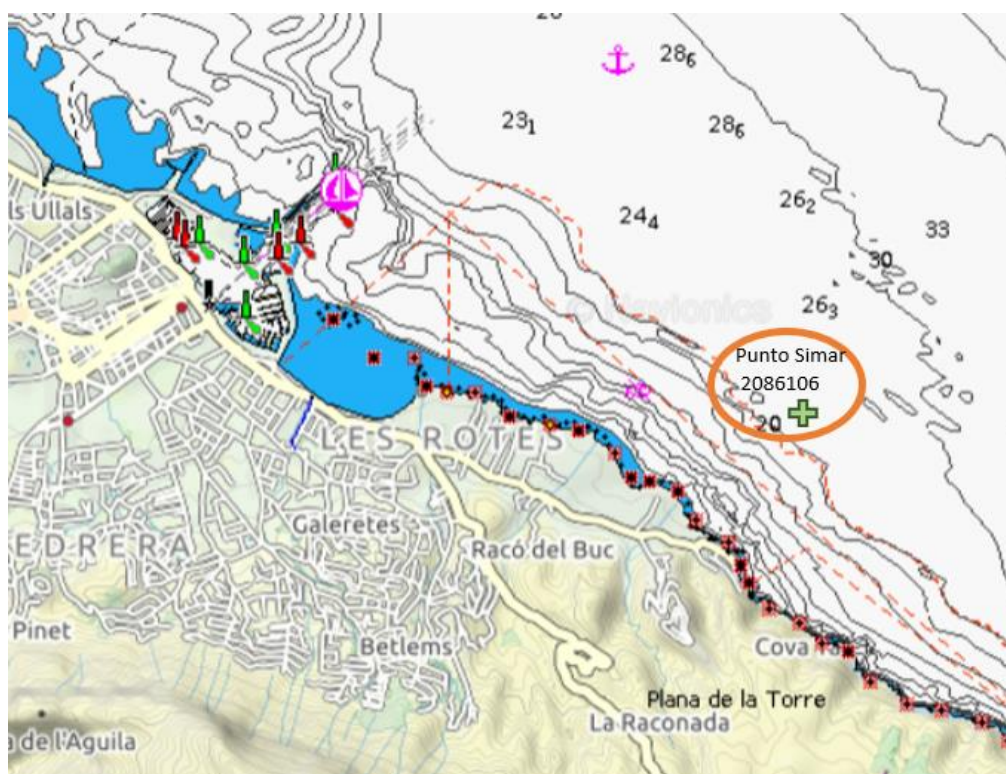 28₆
23₁
28₆
ls Ullals
24₄
26₂
33
30
26₃
© Navionics
Punto Simar
2086106
20
LES ROTES
Galeretes
EDRERA
Racó del Buc
Pinet
Betlems
Cova
Plana de la Torre
La Raconada
a de l'Aguila